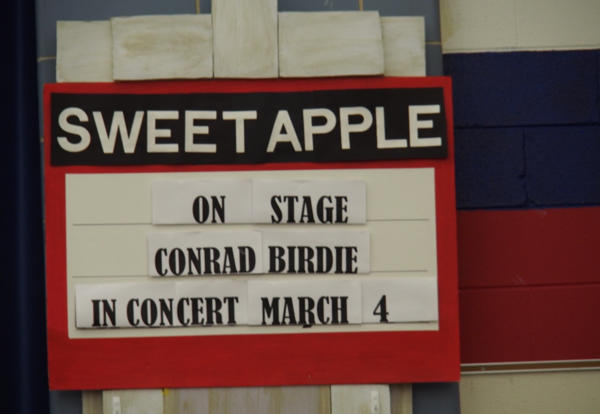 SWEET APPLE
ON STAGE
CONRAD BIRDIE
IN CONCERT MARCH 4